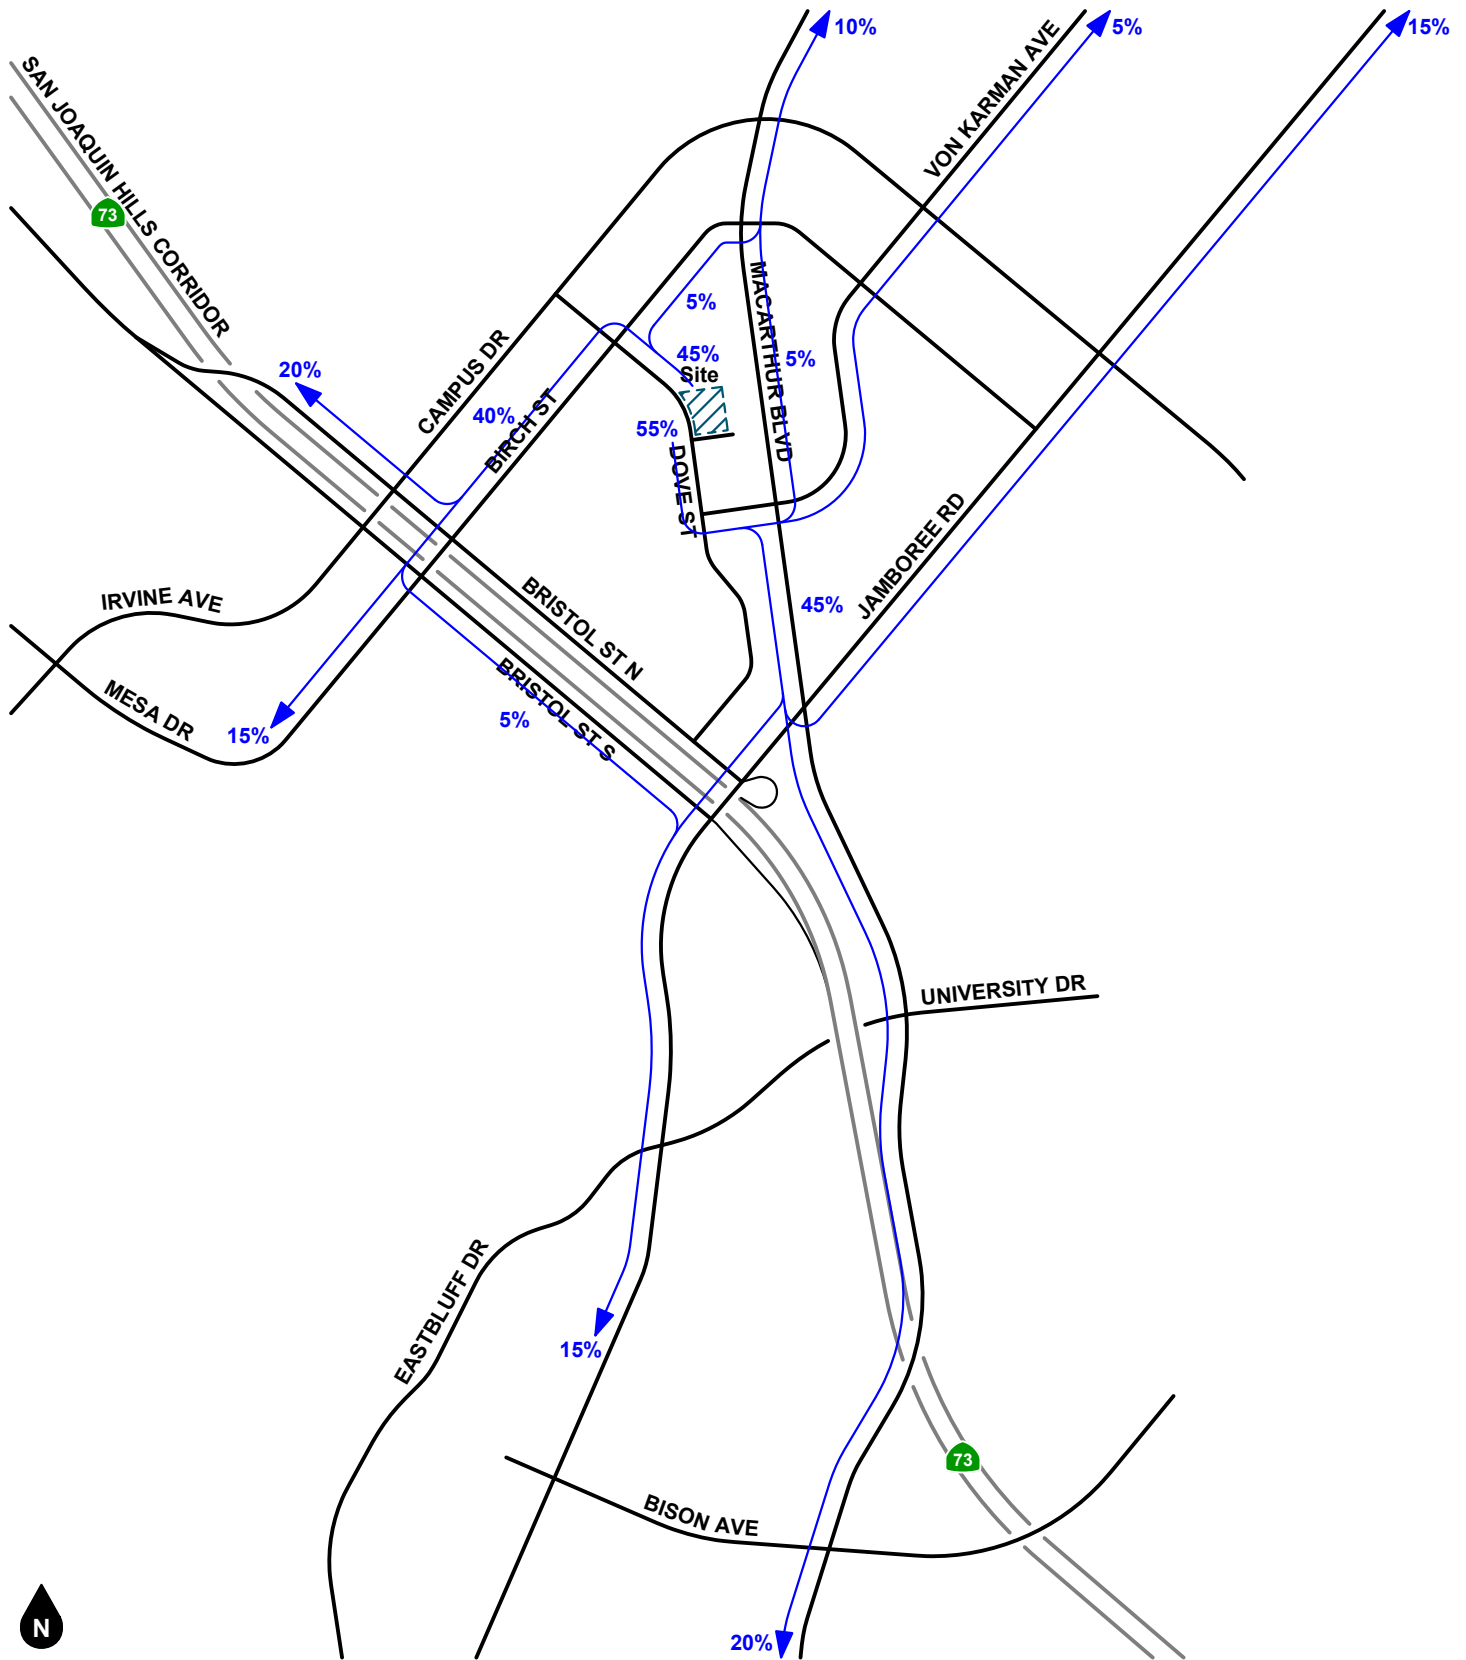 10%
5%
15%
VON KARMAN AVE
SAN JOAQUIN HILLS CORRIDOR
73
MACARTHUR BLVD
5%
CAMPUS DR
45%
5%
20%
Site
BIRCH ST
40%
55%
DOVE ST
JAMBOREE RD
BRISTOL ST N
IRVINE AVE
45%
BRISTOL ST S
MESA DR
5%
15%
UNIVERSITY DR
EASTBLUFF DR
15%
73
BISON AVE
N
20%